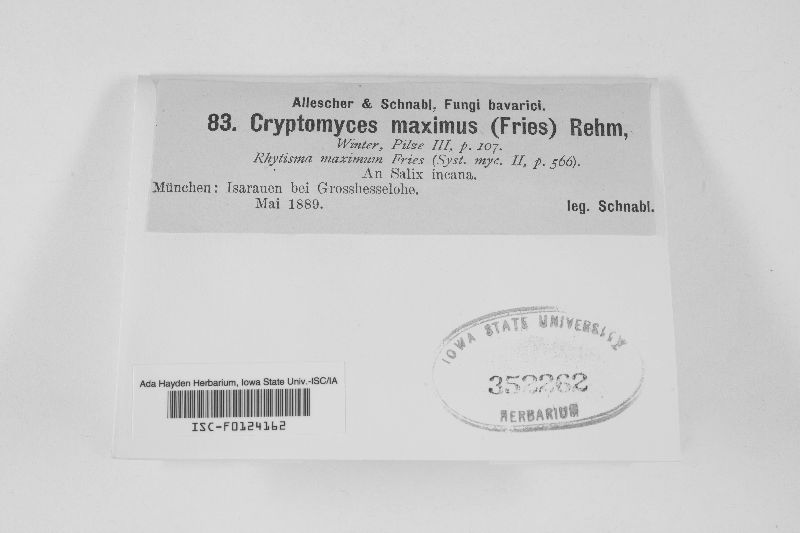 Allescher & Schnabl, Fungi bavarici.
83. Cryptomyces maximus (Fries) Rehm,
Winter, Pilze III, p. 107.
Rhytisma maximum Fries (Syst. myc. II, p. 566).
An Salix incana.
München: Isarauen bei Grosshesselohe.
Mai 1889.
leg. Schnabl.
IOWA STATE UNIVERSITY
352262
HERBARIUM
Ada Hayden Herbarium, Iowa State Univ.-ISC/IA
ISC-F0124162